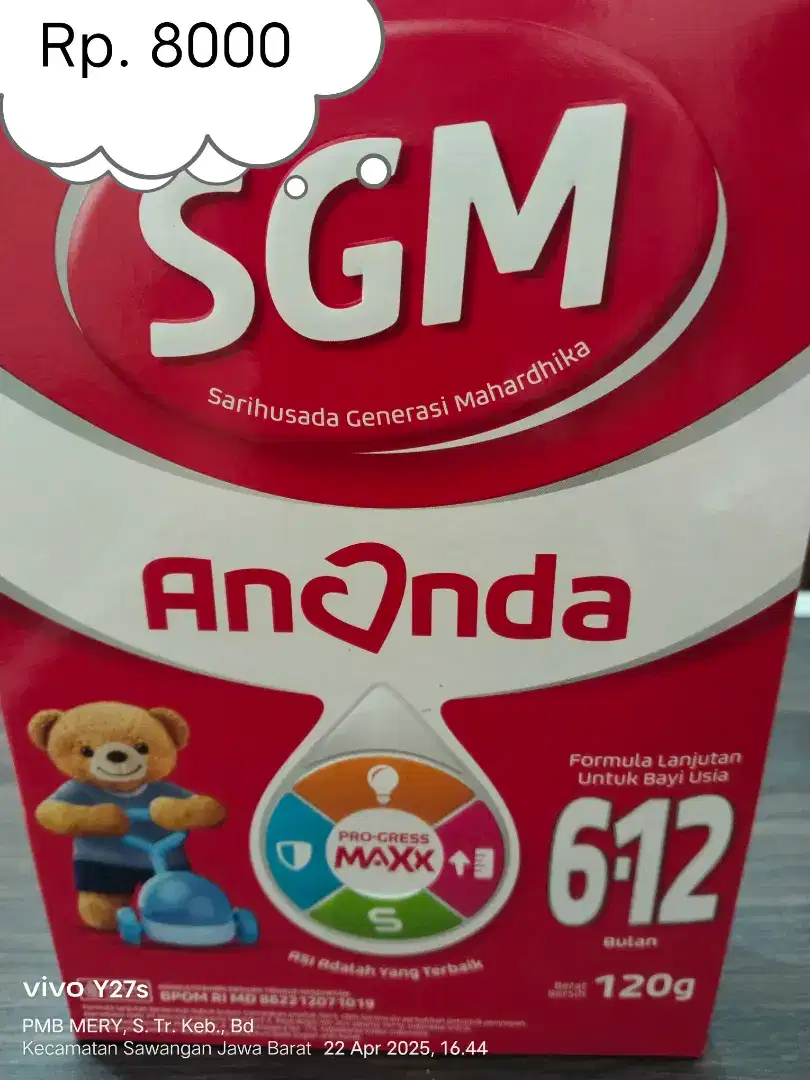 Rp. 8000
SGM
Sarihusada Generasi Mahardhika
Ananda
Formula Lanjutan
Untuk Bayi Usia
6-12
Bulan
PRO-GRESS
MAXX
S
Asi Adalah Yang Terbaik
Berat
Bersih
120g
BPOM RI MD 862212071019
vivo Y27s
PMB MERY, S. Tr. Keb., Bd
Kecamatan Sawangan Jawa Barat 22 Apr 2025, 16.44